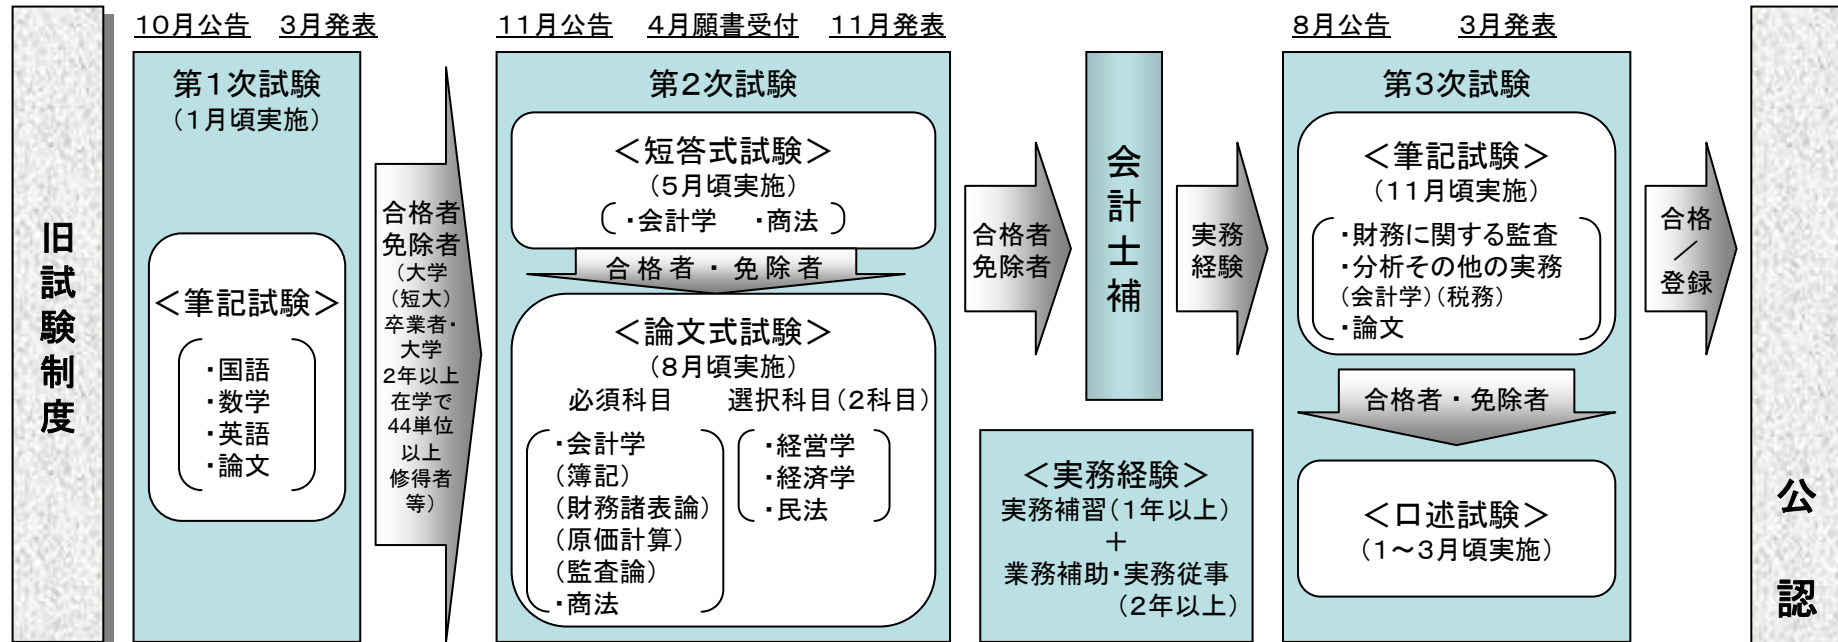 旧試験制度
10月公告　3月発表
第1次試験
(1月頃実施)
＜筆記試験＞
・国語
・数学
・英語
・論文
合格者
免除者
(大学
(短大)
卒業者・
大学
2年以上
在学で
44単位
以上
修得者
等)
11月公告　4月願書受付　11月発表
第2次試験
＜短答式試験＞
(5月頃実施)
・会計学　・商法
合格者・免除者
＜論文式試験＞
(8月頃実施)
必須科目　選択科目(2科目)
・会計学
(簿記)
(財務諸表論)
(原価計算)
(監査論)
・商法
・経営学
・経済学
・民法
合格者
免除者
会計士補
実務
経験
＜実務経験＞
実務補習(1年以上)
＋
業務補助・実務従事
(2年以上)
8月公告　3月発表
第3次試験
＜筆記試験＞
(11月頃実施)
・財務に関する監査
・分析その他の実務
(会計学)(税務)
・論文
合格者・免除者
＜口述試験＞
(1～3月頃実施)
合格
／
登録
公認